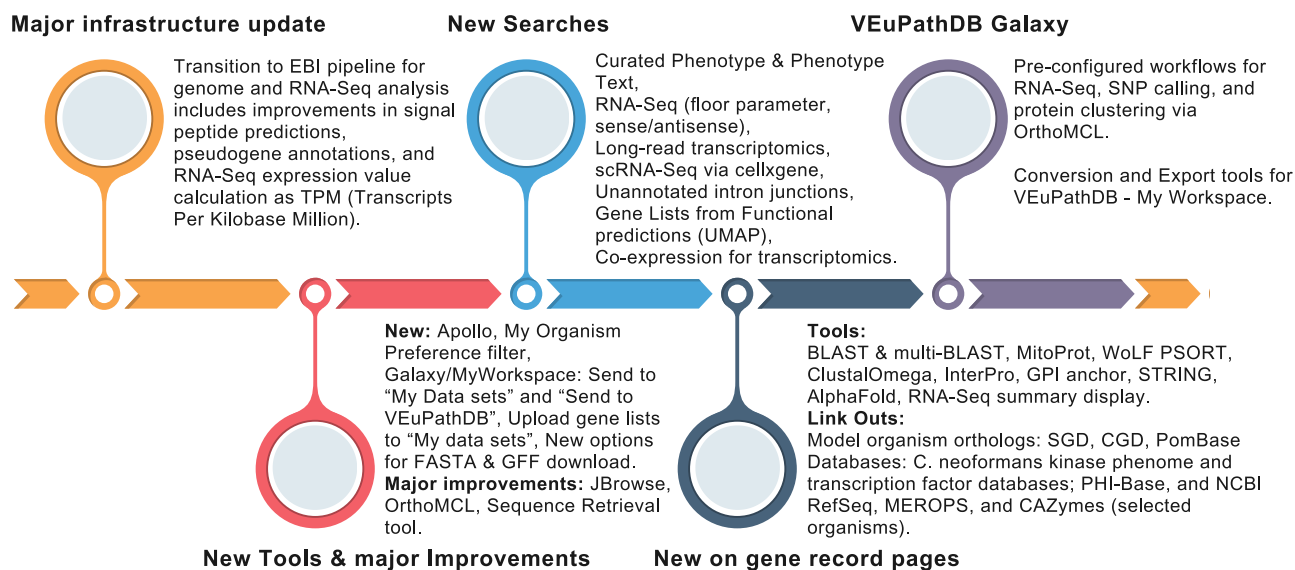 Major infrastructure update
Transition to EBI pipeline for
genome and RNA-Seq analysis
includes improvements in signal
peptide predictions,
pseudogene annotations, and
RNA-Seq expression value
calculation as TPM (Transcripts
Per Kilobase Million).
New Searches
Curated Phenotype & Phenotype
Text,
RNA-Seq (floor parameter,
sense/antisense),
Long-read transcriptomics,
scRNA-Seq via cellxgene,
Unannotated intron junctions,
Gene Lists from Functional
predictions (UMAP),
Co-expression for transcriptomics.
VEuPathDB Galaxy
Pre-configured workflows for
RNA-Seq, SNP calling, and
protein clustering via
OrthoMCL.
Conversion and Export tools for
VEuPathDB - My Workspace.
New: Apollo, My Organism
Preference filter,
Galaxy/MyWorkspace: Send to
“My Data sets” and “Send to
VEuPathDB”, Upload gene lists
to “My data sets”, New options
for FASTA & GFF download.
Major improvements: JBrowse,
OrthoMCL, Sequence Retrieval
tool.
New Tools & major Improvements
Tools:
BLAST & multi-BLAST, MitoProt, WoLF PSORT,
ClustalOmega, InterPro, GPI anchor, STRING,
AlphaFold, RNA-Seq summary display.
Link Outs:
Model organism orthologs: SGD, CGD, PomBase
Databases: C. neoformans kinase phenome and
transcription factor databases; PHI-Base, and NCBI
RefSeq, MEROPS, and CAZymes (selected
organisms).
New on gene record pages